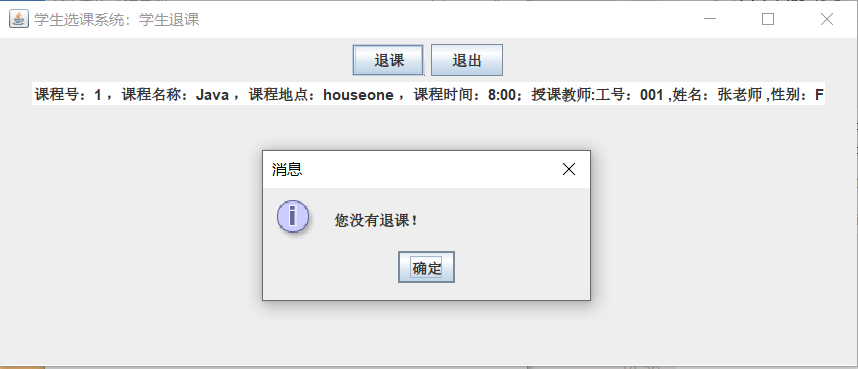 学生选课系统：学生退课
退课 退出
课程号：1，课程名称：Java，课程地点：houseone，课程时间：8:00；授课教师:工号：001 ,姓名：张老师 ,性别：F
消息
您没有退课！
确定